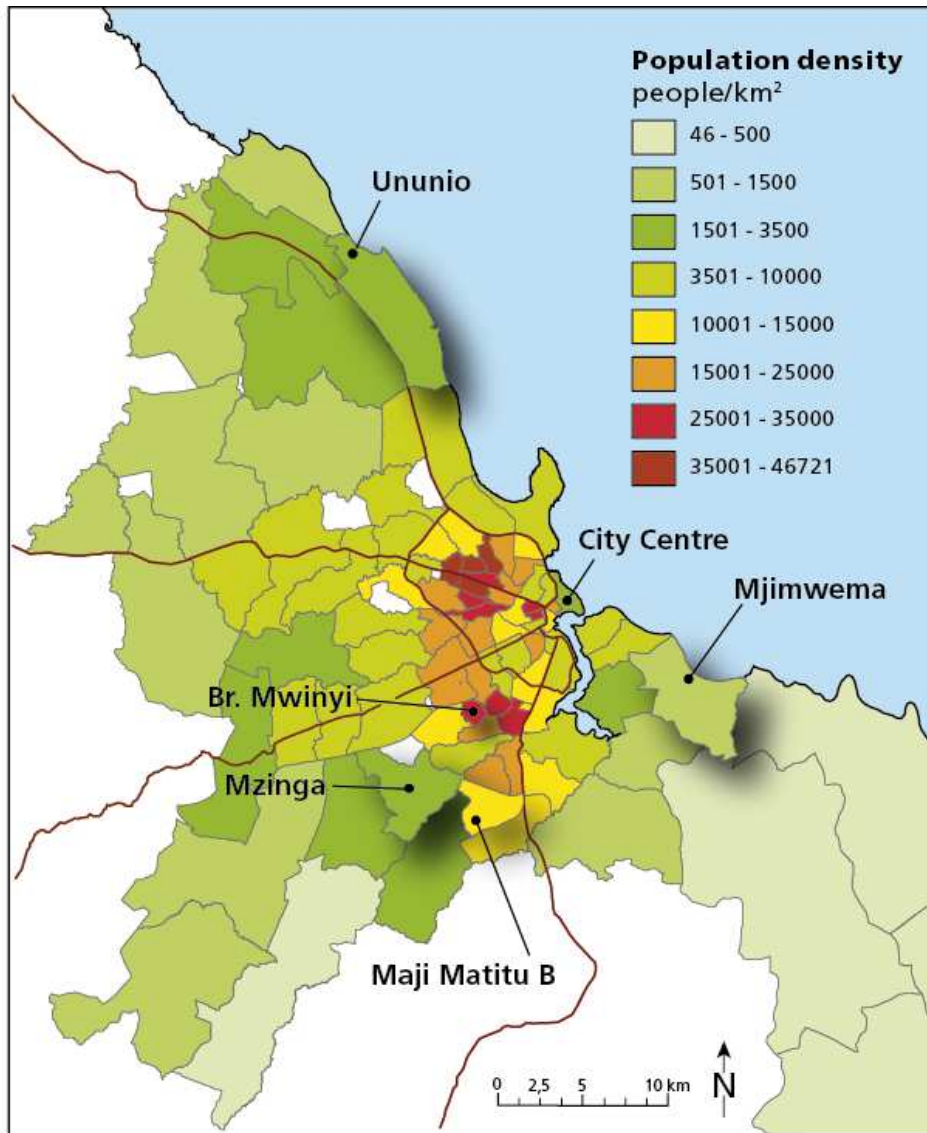 Population density
people/km²
46 - 500
501 - 1500
1501 - 3500
3501 - 10000
10001 - 15000
15001 - 25000
25001 - 35000
35001 - 46721
Ununio
City Centre
Mjimwema
Br. Mwinyi
Mzinga
Maji Matitu B
0 2,5 5 10 km
N